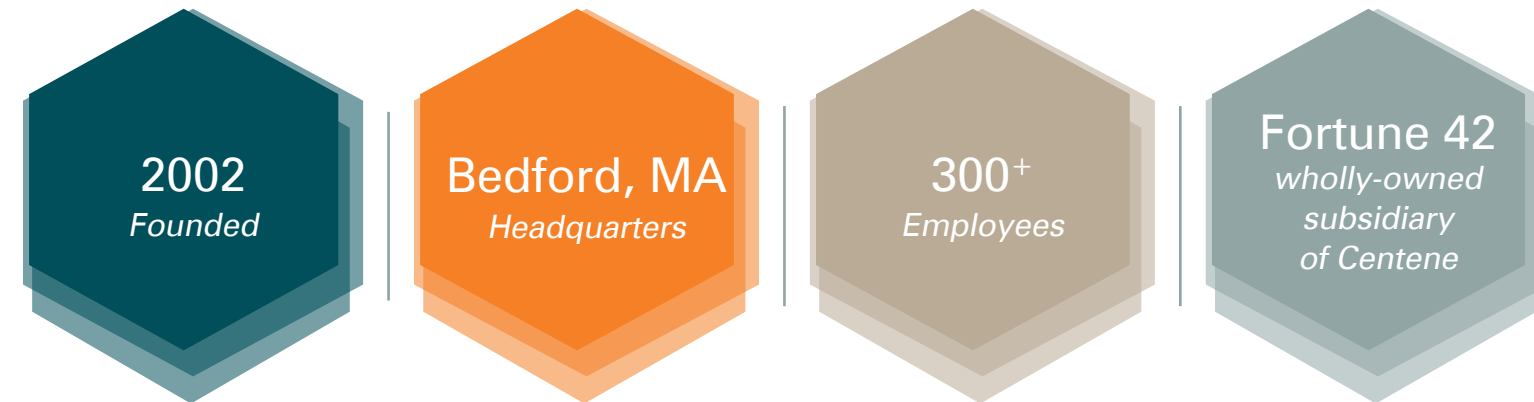 2002
Founded
Bedford, MA
Headquarters
300+
Employees
Fortune 42
wholly-owned
subsidiary
of Centene